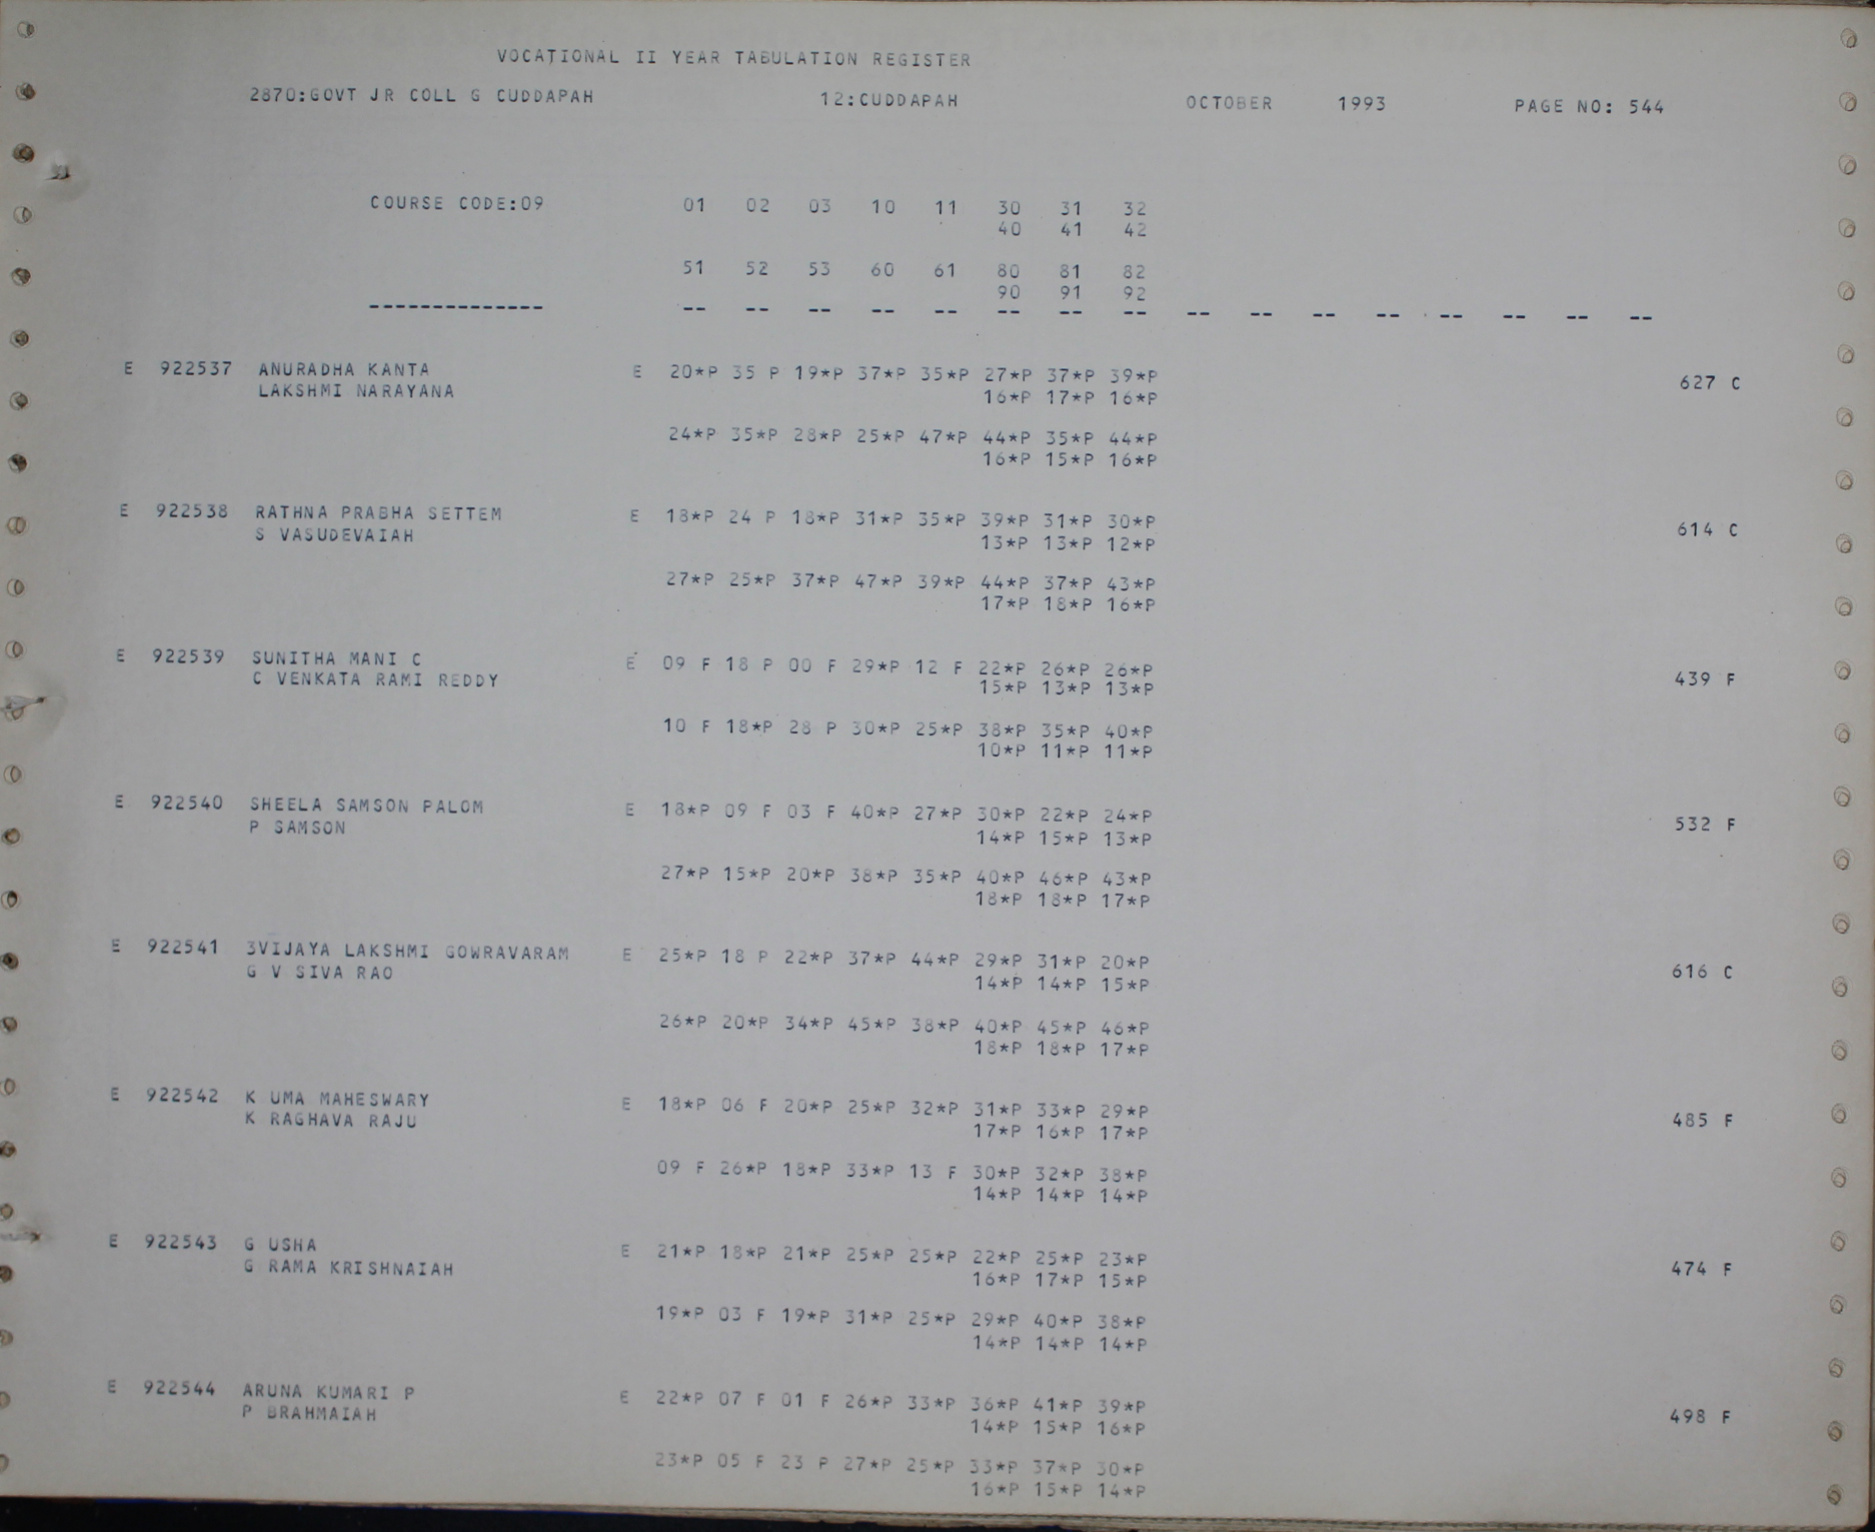 VOCATIONAL II YEAR TABULATION REGISTER
2870:GOVT JR COLL G CUDDAPAH 12:CUDDAPAH OCTOBER 1993 PAGE NO: 544
COURSE CODE:09 01 02 03 10 11 30 31 32
40 41 42
51 52 53 60 61 80 81 82
90 91 92
-------------- -- -- -- -- -- -- -- -- -- -- -- -- -- -- -- --
E 922537 ANURADHA KANTA E 20*P 35 P 19*P 37*P 35*P 27*P 37*P 39*P 627 C
LAKSHMI NARAYANA 16*P 17*P 16*P
24*P 35*P 28*P 25*P 47*P 44*P 35*P 44*P
16*P 15*P 16*P
E 922538 RATHNA PRABHA SETTEM E 18*P 24 P 18*P 31*P 35*P 39*P 31*P 30*P 614 C
S VASUDEVAIAH 13*P 13*P 12*P
27*P 25*P 37*P 47*P 39*P 44*P 37*P 43*P
17*P 18*P 16*P
E 922539 SUNITHA MANI C E 09 F 18 P 00 F 29*P 12 F 22*P 26*P 26*P 439 F
C VENKATA RAMI REDDY 15*P 13*P 13*P
10 F 18*P 28 P 30*P 25*P 38*P 35*P 40*P
10*P 11*P 11*P
E 922540 SHEELA SAMSON PALOM E 18*P 09 F 03 F 40*P 27*P 30*P 22*P 24*P 532 F
P SAMSON 14*P 15*P 13*P
27*P 15*P 20*P 38*P 35*P 40*P 46*P 43*P
18*P 18*P 17*P
E 922541 3VIJAYA LAKSHMI GOWRAVARAM E 25*P 18 P 22*P 37*P 44*P 29*P 31*P 20*P 616 C
G V SIVA RAO 14*P 14*P 15*P
26*P 20*P 34*P 45*P 38*P 40*P 45*P 46*P
18*P 18*P 17*P
E 922542 K UMA MAHESWARY E 18*P 06 F 20*P 25*P 32*P 31*P 33*P 29*P 485 F
K RAGHAVA RAJU 17*P 16*P 17*P
09 F 26*P 18*P 33*P 13 F 30*P 32*P 38*P
14*P 14*P 14*P
E 922543 G USHA E 21*P 18*P 21*P 25*P 25*P 22*P 25*P 23*P 474 F
G RAMA KRISHNAIAH 16*P 17*P 15*P
19*P 03 F 19*P 31*P 25*P 29*P 40*P 38*P
14*P 14*P 14*P
E 922544 ARUNA KUMARI P E 22*P 07 F 01 F 26*P 33*P 36*P 41*P 39*P 498 F
P BRAHMAIAH 14*P 15*P 16*P
23*P 05 F 23 P 27*P 25*P 33*P 37*P 30*P
16*P 15*P 14*P